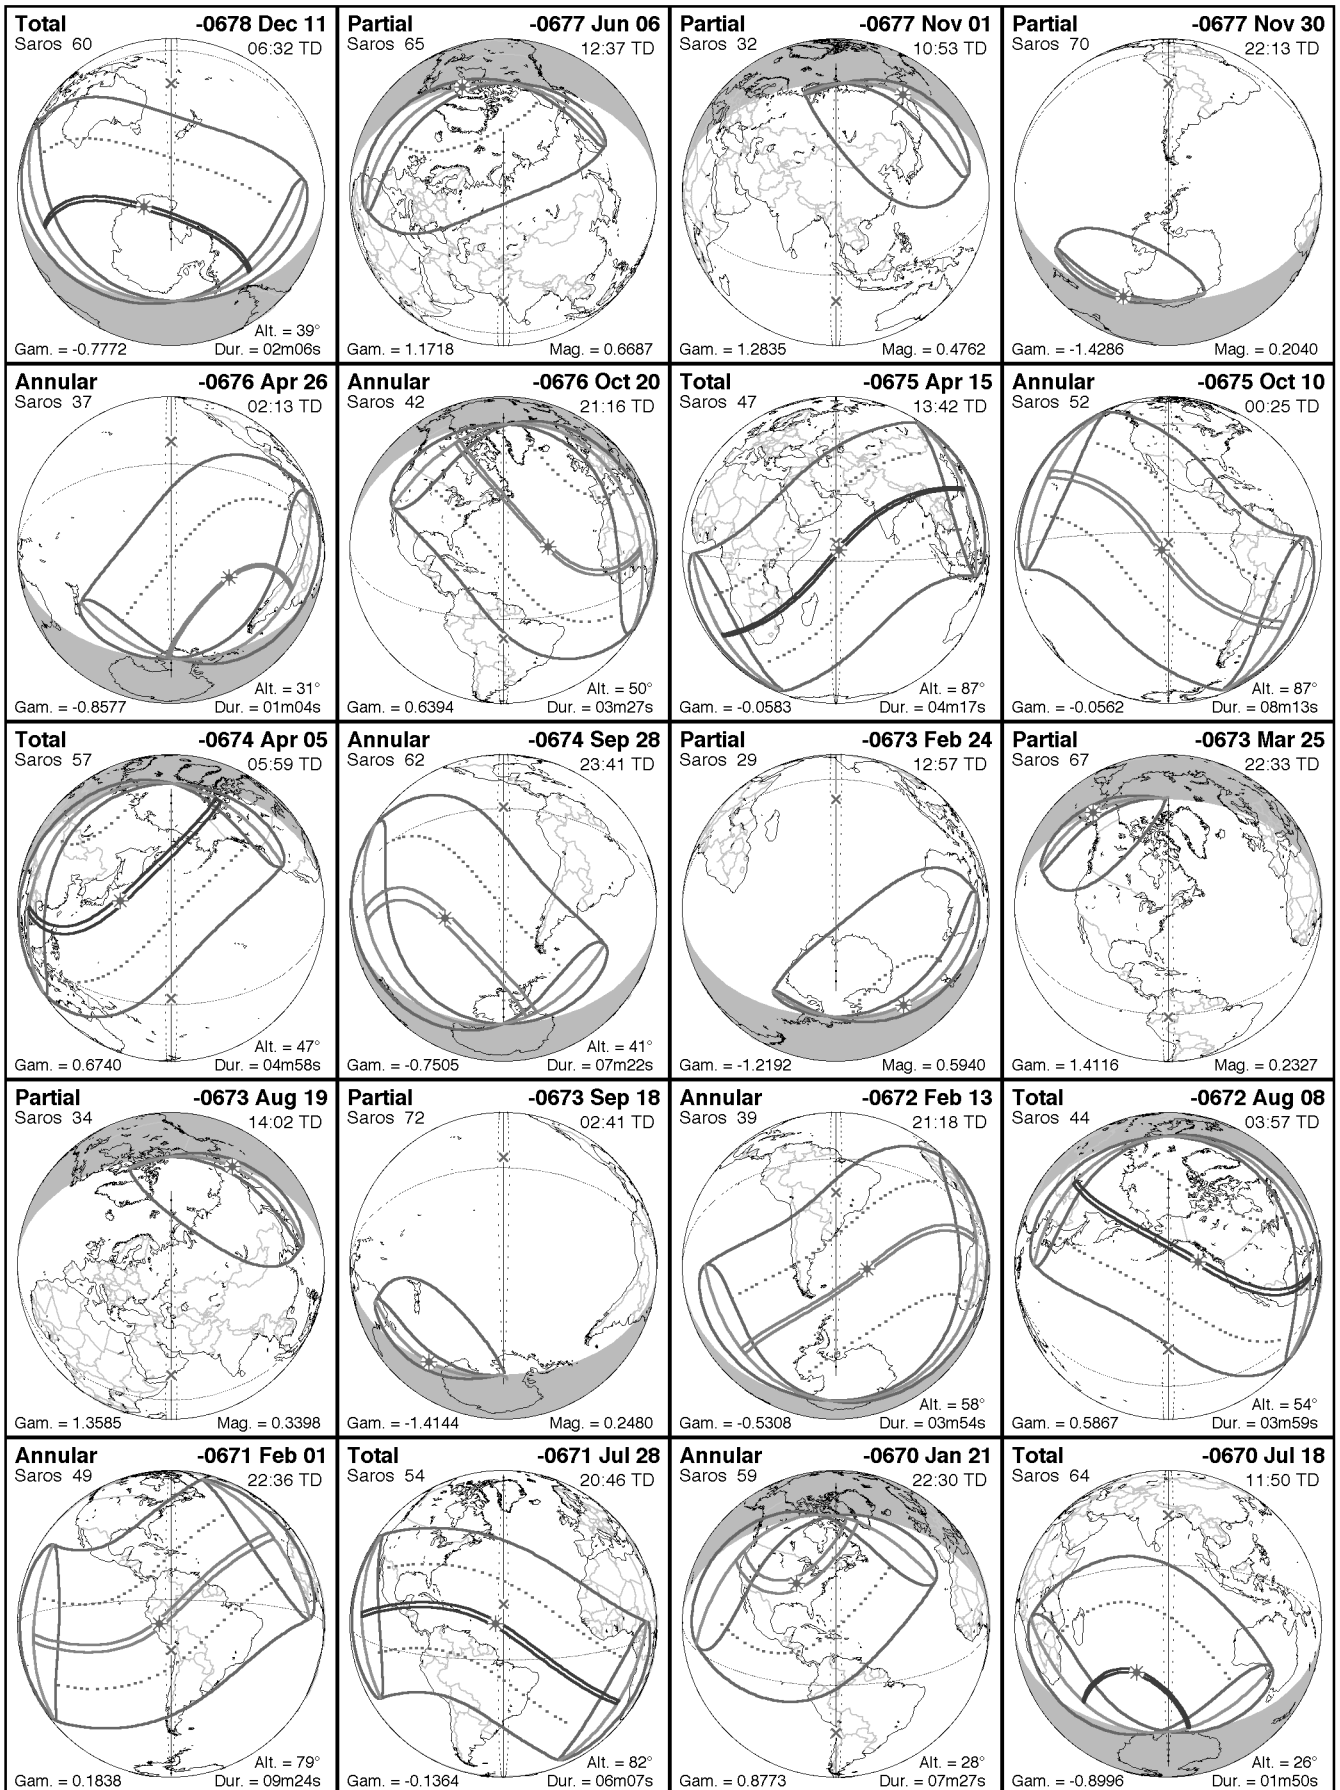 Total -0678 Dec 11
Saros 60 06:32 TD
Alt. = 39°
Gam. = -0.7772 Dur. = 02m06s
Partial -0677 Jun 06
Saros 65 12:37 TD
Gam. = 1.1718 Mag. = 0.6687
Partial -0677 Nov 01
Saros 32 10:53 TD
Gam. = 1.2835 Mag. = 0.4762
Partial -0677 Nov 30
Saros 70 22:13 TD
Gam. = -1.4286 Mag. = 0.2040
Annular -0676 Apr 26
Saros 37 02:13 TD
Alt. = 31°
Gam. = -0.8577 Dur. = 01m04s
Annular -0676 Oct 20
Saros 42 21:16 TD
Alt. = 50°
Gam. = 0.6394 Dur. = 03m27s
Total -0675 Apr 15
Saros 47 13:42 TD
Alt. = 87°
Gam. = -0.0583 Dur. = 04m17s
Annular -0675 Oct 10
Saros 52 00:25 TD
Alt. = 87°
Gam. = -0.0562 Dur. = 08m13s
Total -0674 Apr 05
Saros 57 05:59 TD
Alt. = 47°
Gam. = 0.6740 Dur. = 04m58s
Annular -0674 Sep 28
Saros 62 23:41 TD
Alt. = 41°
Gam. = -0.7505 Dur. = 07m22s
Partial -0673 Feb 24
Saros 29 12:57 TD
Gam. = -1.2192 Mag. = 0.5940
Partial -0673 Mar 25
Saros 67 22:33 TD
Gam. = 1.4116 Mag. = 0.2327
Partial -0673 Aug 19
Saros 34 14:02 TD
Gam. = 1.3585 Mag. = 0.3398
Partial -0673 Sep 18
Saros 72 02:41 TD
Gam. = -1.4144 Mag. = 0.2480
Annular -0672 Feb 13
Saros 39 21:18 TD
Alt. = 58°
Gam. = -0.5308 Dur. = 03m54s
Total -0672 Aug 08
Saros 44 03:57 TD
Alt. = 54°
Gam. = 0.5867 Dur. = 03m59s
Annular -0671 Feb 01
Saros 49 22:36 TD
Alt. = 79°
Gam. = 0.1838 Dur. = 09m24s
Total -0671 Jul 28
Saros 54 20:46 TD
Alt. = 82°
Gam. = -0.1364 Dur. = 06m07s
Annular -0670 Jan 21
Saros 59 22:30 TD
Alt. = 28°
Gam. = 0.8773 Dur. = 07m27s
Total -0670 Jul 18
Saros 64 11:50 TD
Alt. = 26°
Gam. = -0.8996 Dur. = 01m50s